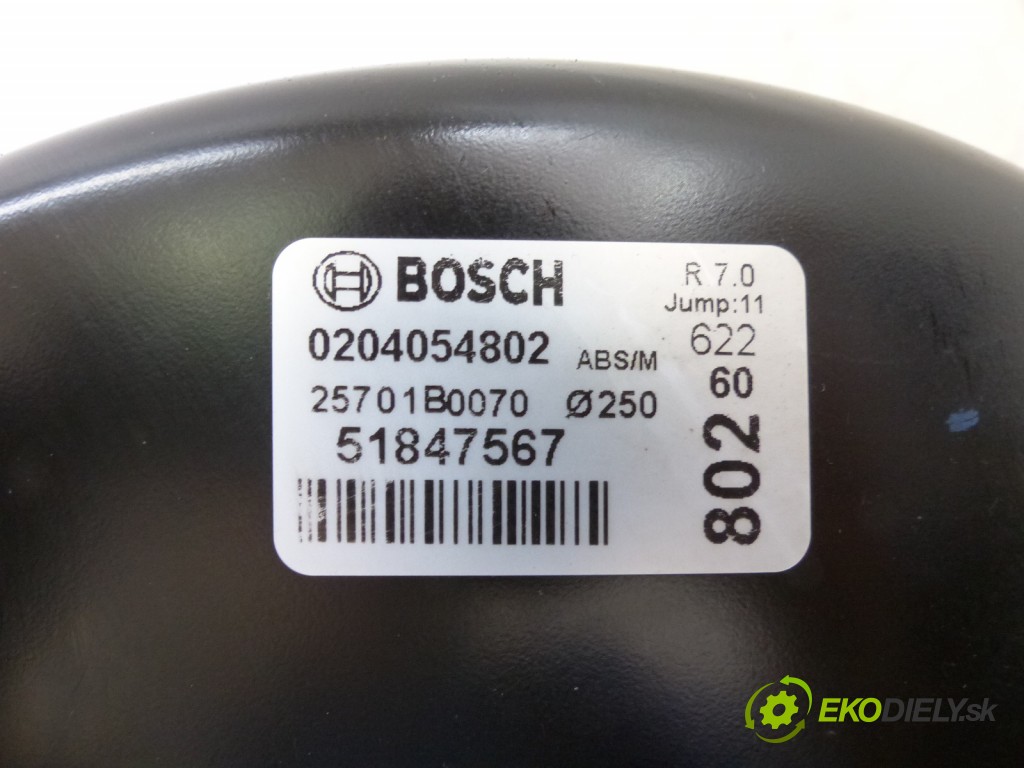 BOSCH
R 7.0
Jump:11
0204054802 ABS/M
622
60
25701B0070 Ø250
51847567
802
EKODIELY.sk